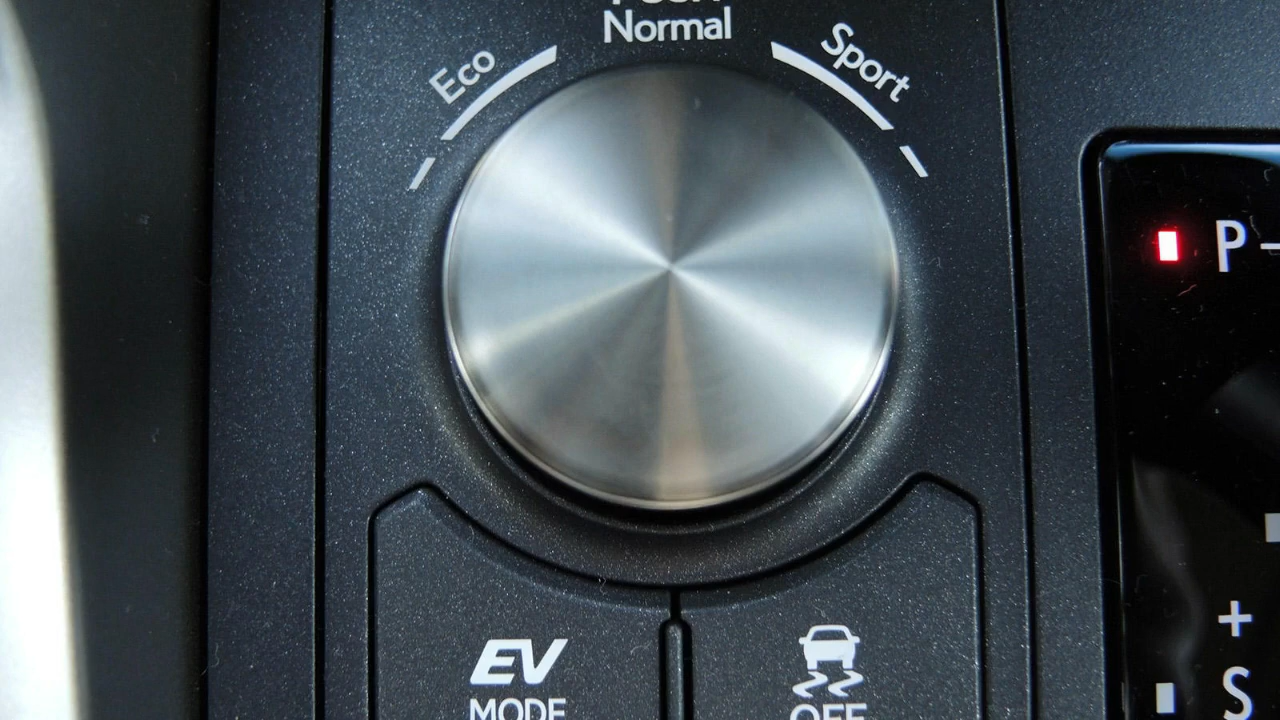 Normal
Eco
Sport
P
EV
MODE
OFF
+
S